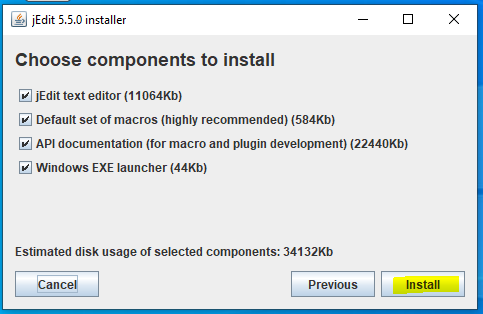 jEdit 5.5.0 installer
Choose components to install
jEdit text editor (11064Kb)
Default set of macros (highly recommended) (584Kb)
API documentation (for macro and plugin development) (22440Kb)
Windows EXE launcher (44Kb)
Estimated disk usage of selected components: 34132Kb
Cancel Previous Install